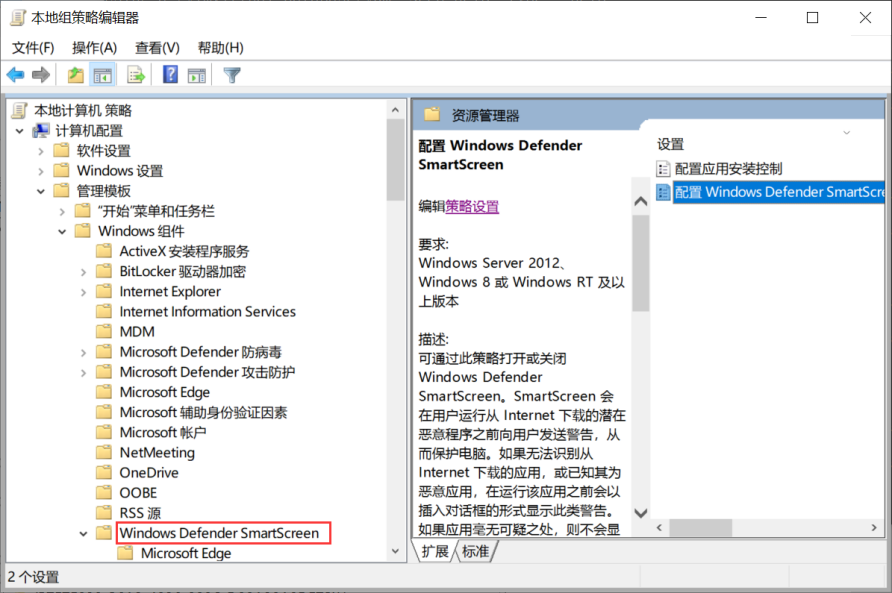 本地组策略编辑器
文件(F) 操作(A) 查看(V) 帮助(H)
本地计算机 策略
计算机配置
软件设置
Windows 设置
管理模板
“开始”菜单和任务栏
Windows 组件
ActiveX 安装程序服务
BitLocker 驱动器加密
Internet Explorer
Internet Information Services
MDM
Microsoft Defender 防病毒
Microsoft Defender 攻击防护
Microsoft Edge
Microsoft 辅助身份验证因素
Microsoft 帐户
NetMeeting
OneDrive
OOBE
RSS 源
Windows Defender SmartScreen
Microsoft Edge
资源管理器
配置 Windows Defender
SmartScreen
编辑策略设置
要求:
Windows Server 2012、
Windows 8 或 Windows RT 及以
上版本
描述:
可通过此策略打开或关闭
Windows Defender
SmartScreen。SmartScreen 会
在用户运行从 Internet 下载的潜在
恶意程序之前向用户发送警告，从
而保护电脑。如果无法识别从
Internet 下载的应用，或已知其为
恶意应用，在运行该应用之前会以
插入对话框的形式显示此类警告。
如果应用毫无可疑之处，则不会显
设置
配置应用安装控制
配置 Windows Defender SmartScre
扩展 标准
2 个设置